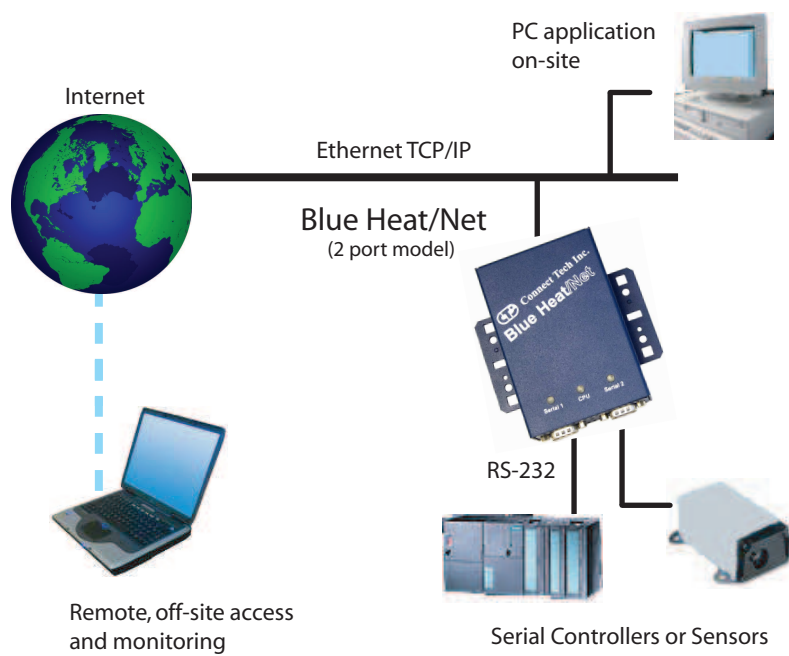 PC application
on-site
Internet
Ethernet TCP/IP
Blue Heat/Net
(2 port model)
Connect Tech Inc.
Blue Heat/Net
Serial 1
CPU
Serial 2
RS-232
Remote, off-site access
and monitoring
Serial Controllers or Sensors